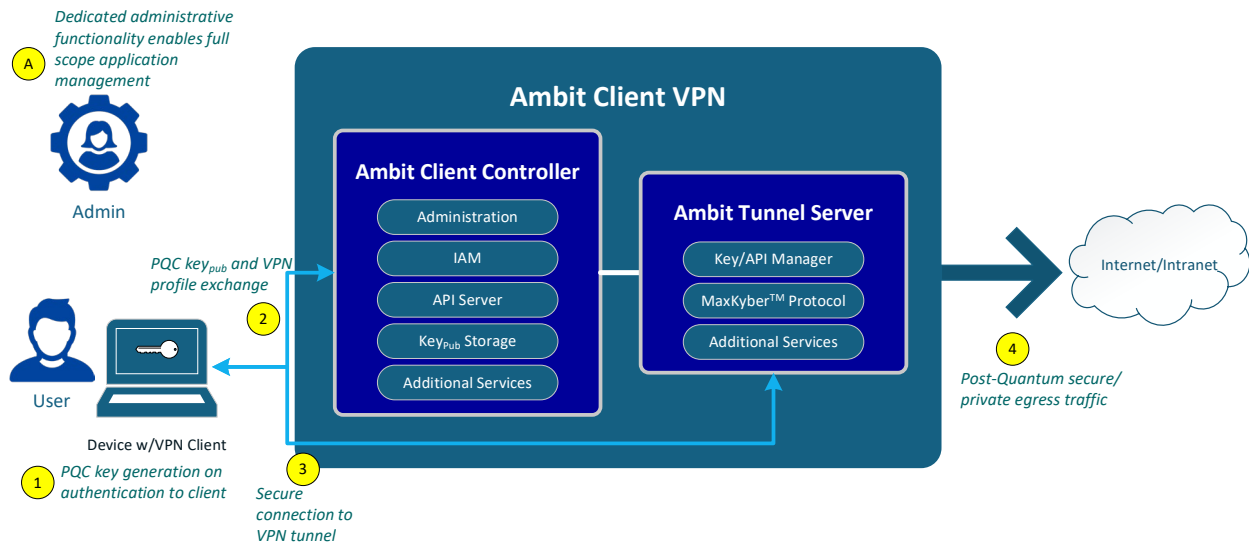 Dedicated administrative
functionality enables full
scope application
management
A
Admin
Ambit Client VPN
Ambit Client Controller
Administration
IAM
API Server
KeyPub Storage
Additional Services
Ambit Tunnel Server
Key/API Manager
MaxKyber™ Protocol
Additional Services
Internet/Intranet
PQC keypub and VPN
profile exchange
2
User
Device w/VPN Client
1
PQC key generation on
authentication to client
3
Secure
connection to
VPN tunnel
4
Post-Quantum secure/
private egress traffic